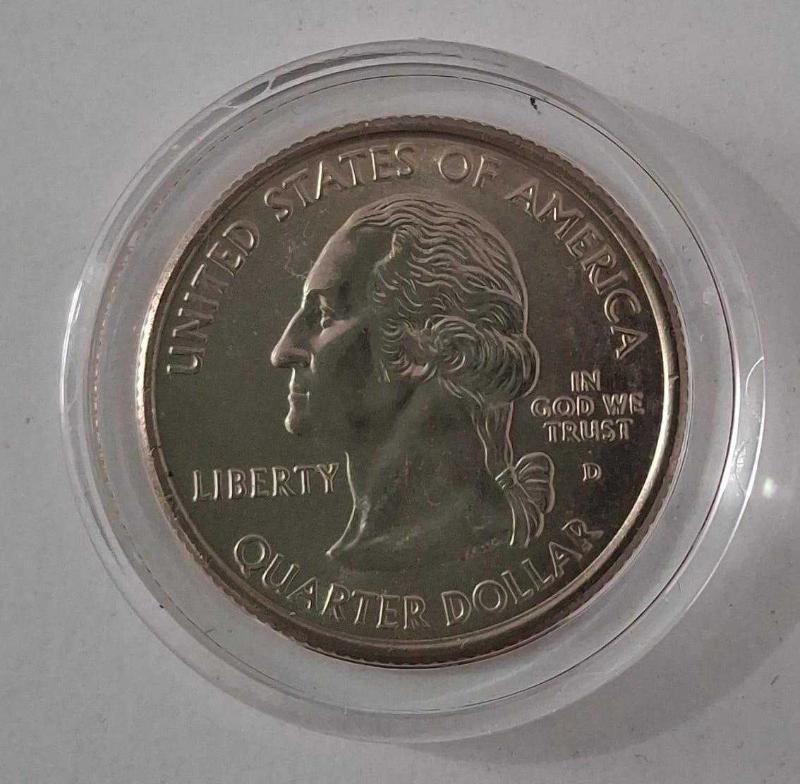 UNITED STATES OF AMERICA
IN
GOD WE
TRUST
D
LIBERTY
QUARTER DOLLAR